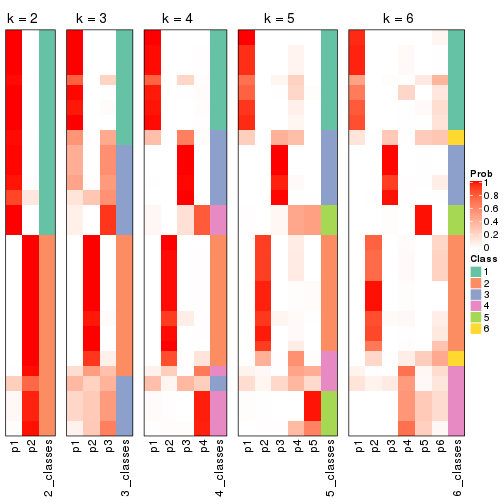 k = 2
k = 3
k = 4
k = 5
k = 6
Prob
1
0.8
0.6
0.4
0.2
0
Class
1
2
3
4
5
6
p1
p2
2_classes
p1
p2
p3
3_classes
p1
p2
p3
p4
4_classes
p1
p2
p3
p4
p5
5_classes
p1
p2
p3
p4
p5
p6
6_classes